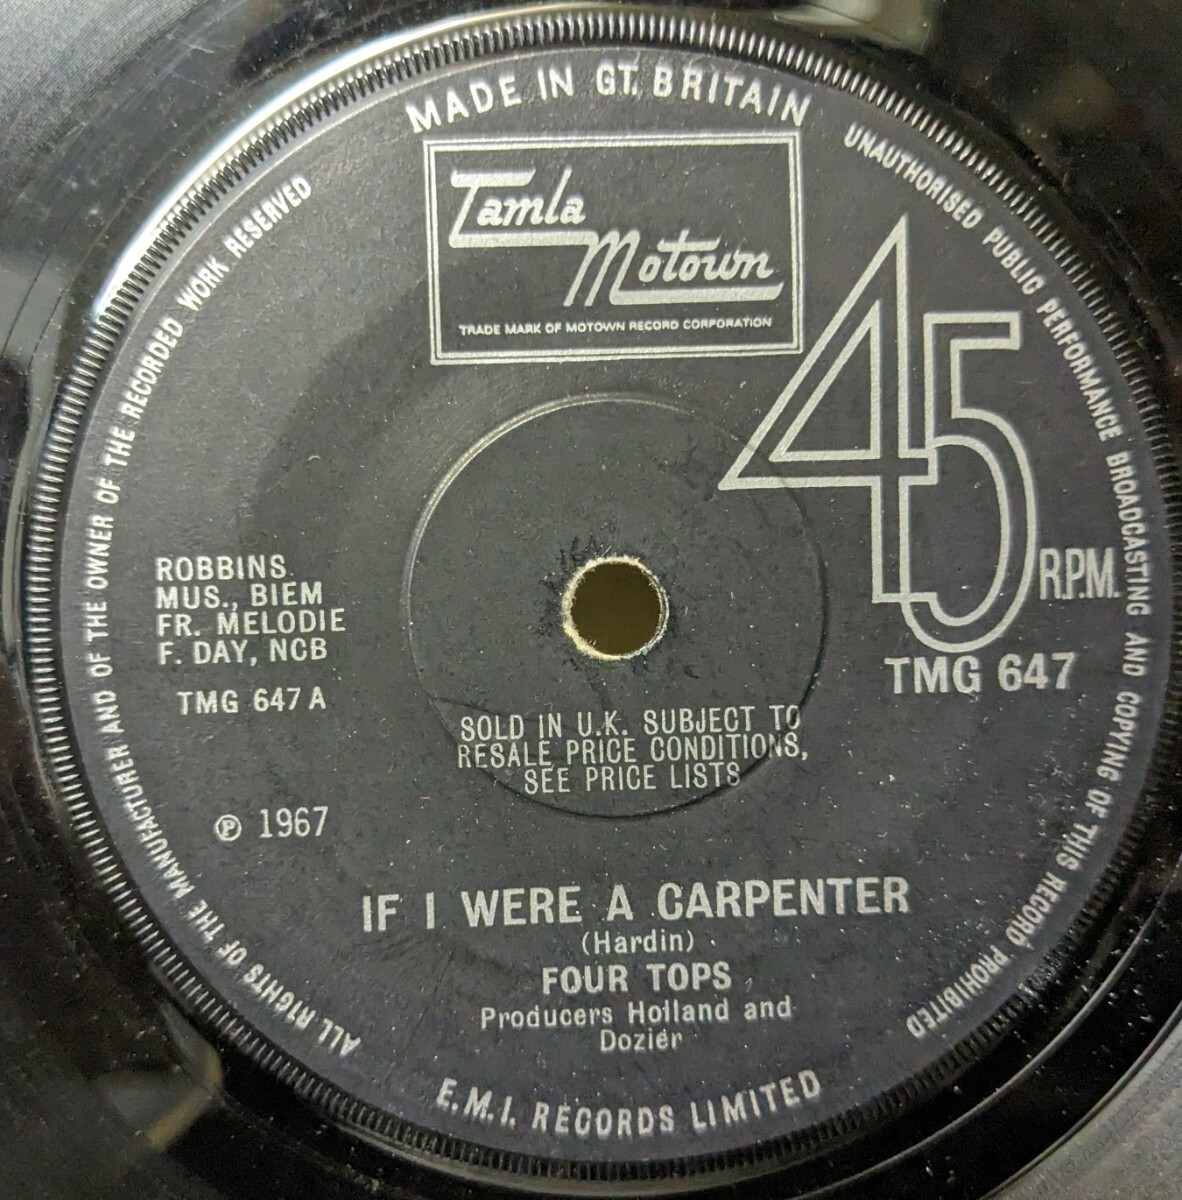 MADE IN GT. BRITAIN
Tamla
Motown
TRADE MARK OF MOTOWN RECORD CORPORATION
45
R.P.M.
TMG 647
ROBBINS
MUS., BIEM
FR. MELODIE
F. DAY, NCB
TMG 647 A
SOLD IN U.K. SUBJECT TO
RESALE PRICE CONDITIONS,
SEE PRICE LISTS
℗ 1967
IF I WERE A CARPENTER
(Hardin)
FOUR TOPS
Producers Holland and
Dozier
E.M.I. RECORDS LIMITED
ALL RIGHTS OF THE MANUFACTURER AND OF THE OWNER OF THE RECORDED WORK RESERVED
UNAUTHORISED PUBLIC PERFORMANCE BROADCASTING AND COPYING OF THIS RECORD PROHIBITED